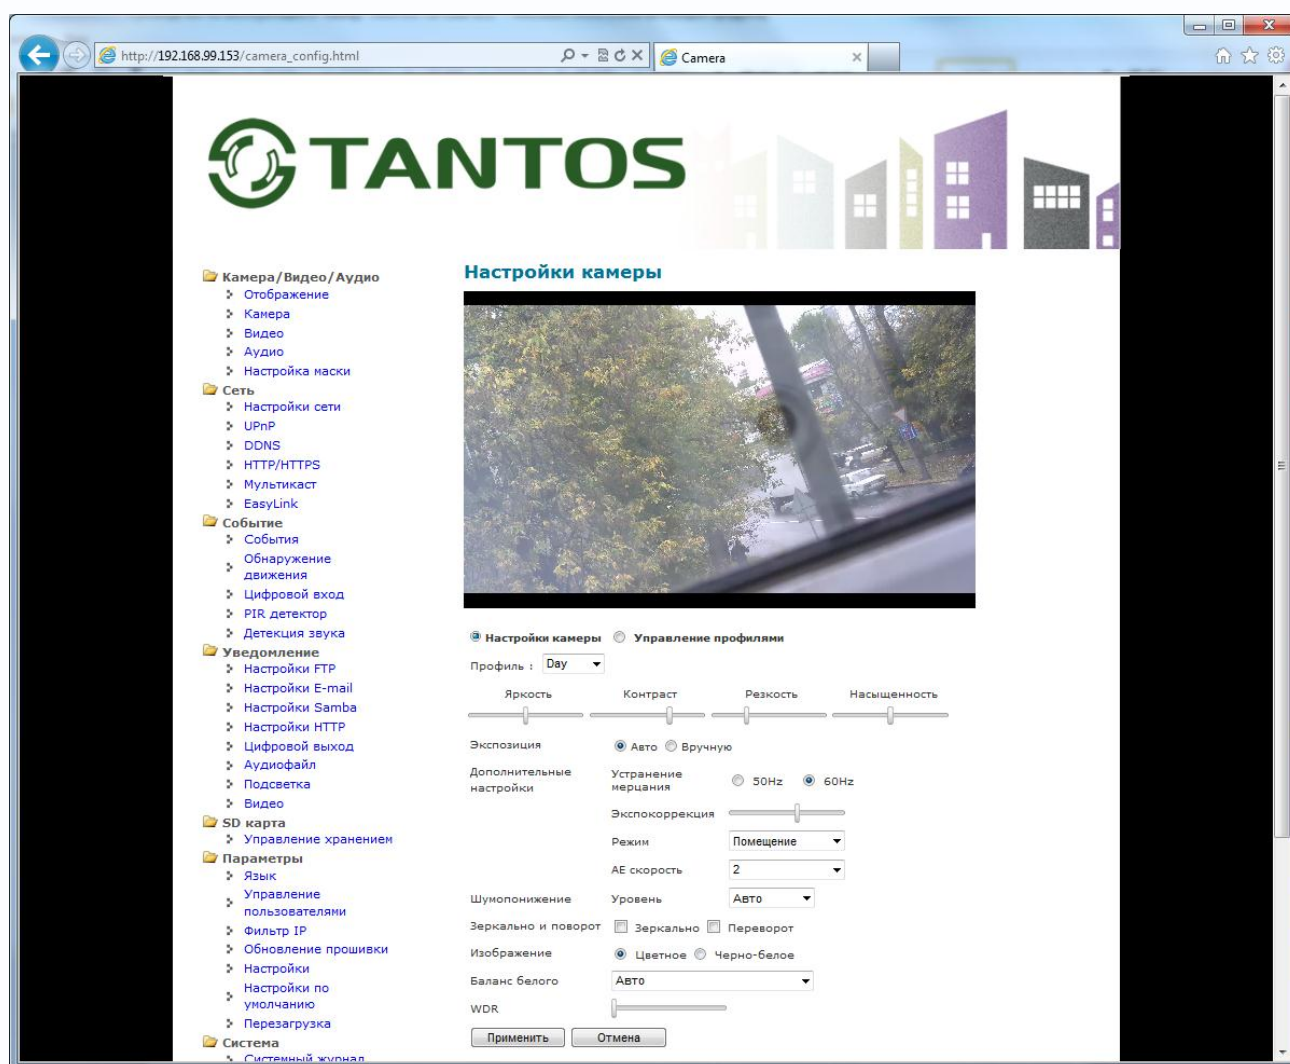 http://192.168.99.153/camera_config.html
Camera
TANTOS
Камера/Видео/Аудио
Отображение
Камера
Видео
Аудио
Настройка маски
Сеть
Настройки сети
UPnP
DDNS
HTTP/HTTPS
Мультикаст
EasyLink
Событие
События
Обнаружение
движения
Цифровой вход
PIR детектор
Детекция звука
Уведомление
Настройки FTP
Настройки E-mail
Настройки Samba
Настройки HTTP
Цифровой выход
Аудиофайл
Подсветка
Видео
SD карта
Управление хранением
Параметры
Язык
Управление
пользователями
Фильтр IP
Обновление прошивки
Настройки
Настройки по
умолчанию
Перезагрузка
Система
Системный журнал
Настройки камеры
Настройки камеры Управление профилями
Профиль : Day
Яркость Контраст Резкость Насыщенность
Экспозиция Авто Вручную
Дополнительные
настройки
Устранение
мерцания
50Hz 60Hz
Экспокоррекция
Режим Помещение
АЕ скорость 2
Шумопонижение Уровень Авто
Зеркально и поворот Зеркально Переворот
Изображение Цветное Черно-белое
Баланс белого Авто
WDR
Применить Отмена